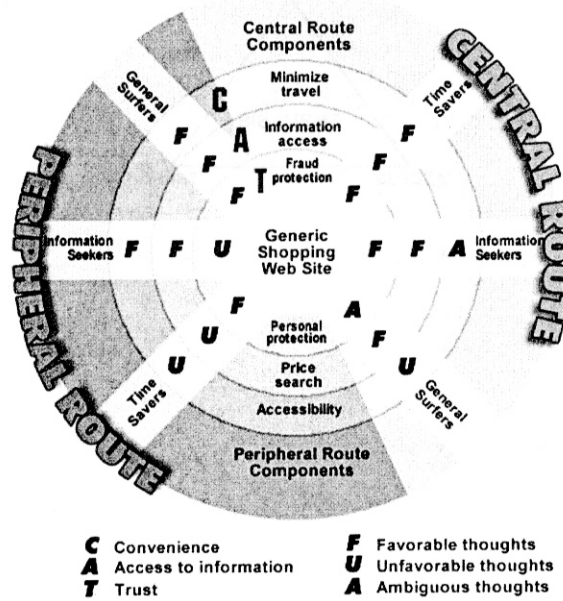 Central Route
Components
Minimize
travel
Information
access
Fraud
protection
C
A
T
General
Surfers
F
F
F
Time
Savers
F
F
F
CENTRAL ROUTE
PERIPHERAL ROUTE
Information
Seekers
F F U
Generic
Shopping
Web Site
F F A
Information
Seekers
F
U
U
Time
Savers
A
F
U
General
Surfers
Personal
protection
Price
search
Accessibility
Peripheral Route
Components
C Convenience
A Access to information
T Trust
F Favorable thoughts
U Unfavorable thoughts
A Ambiguous thoughts